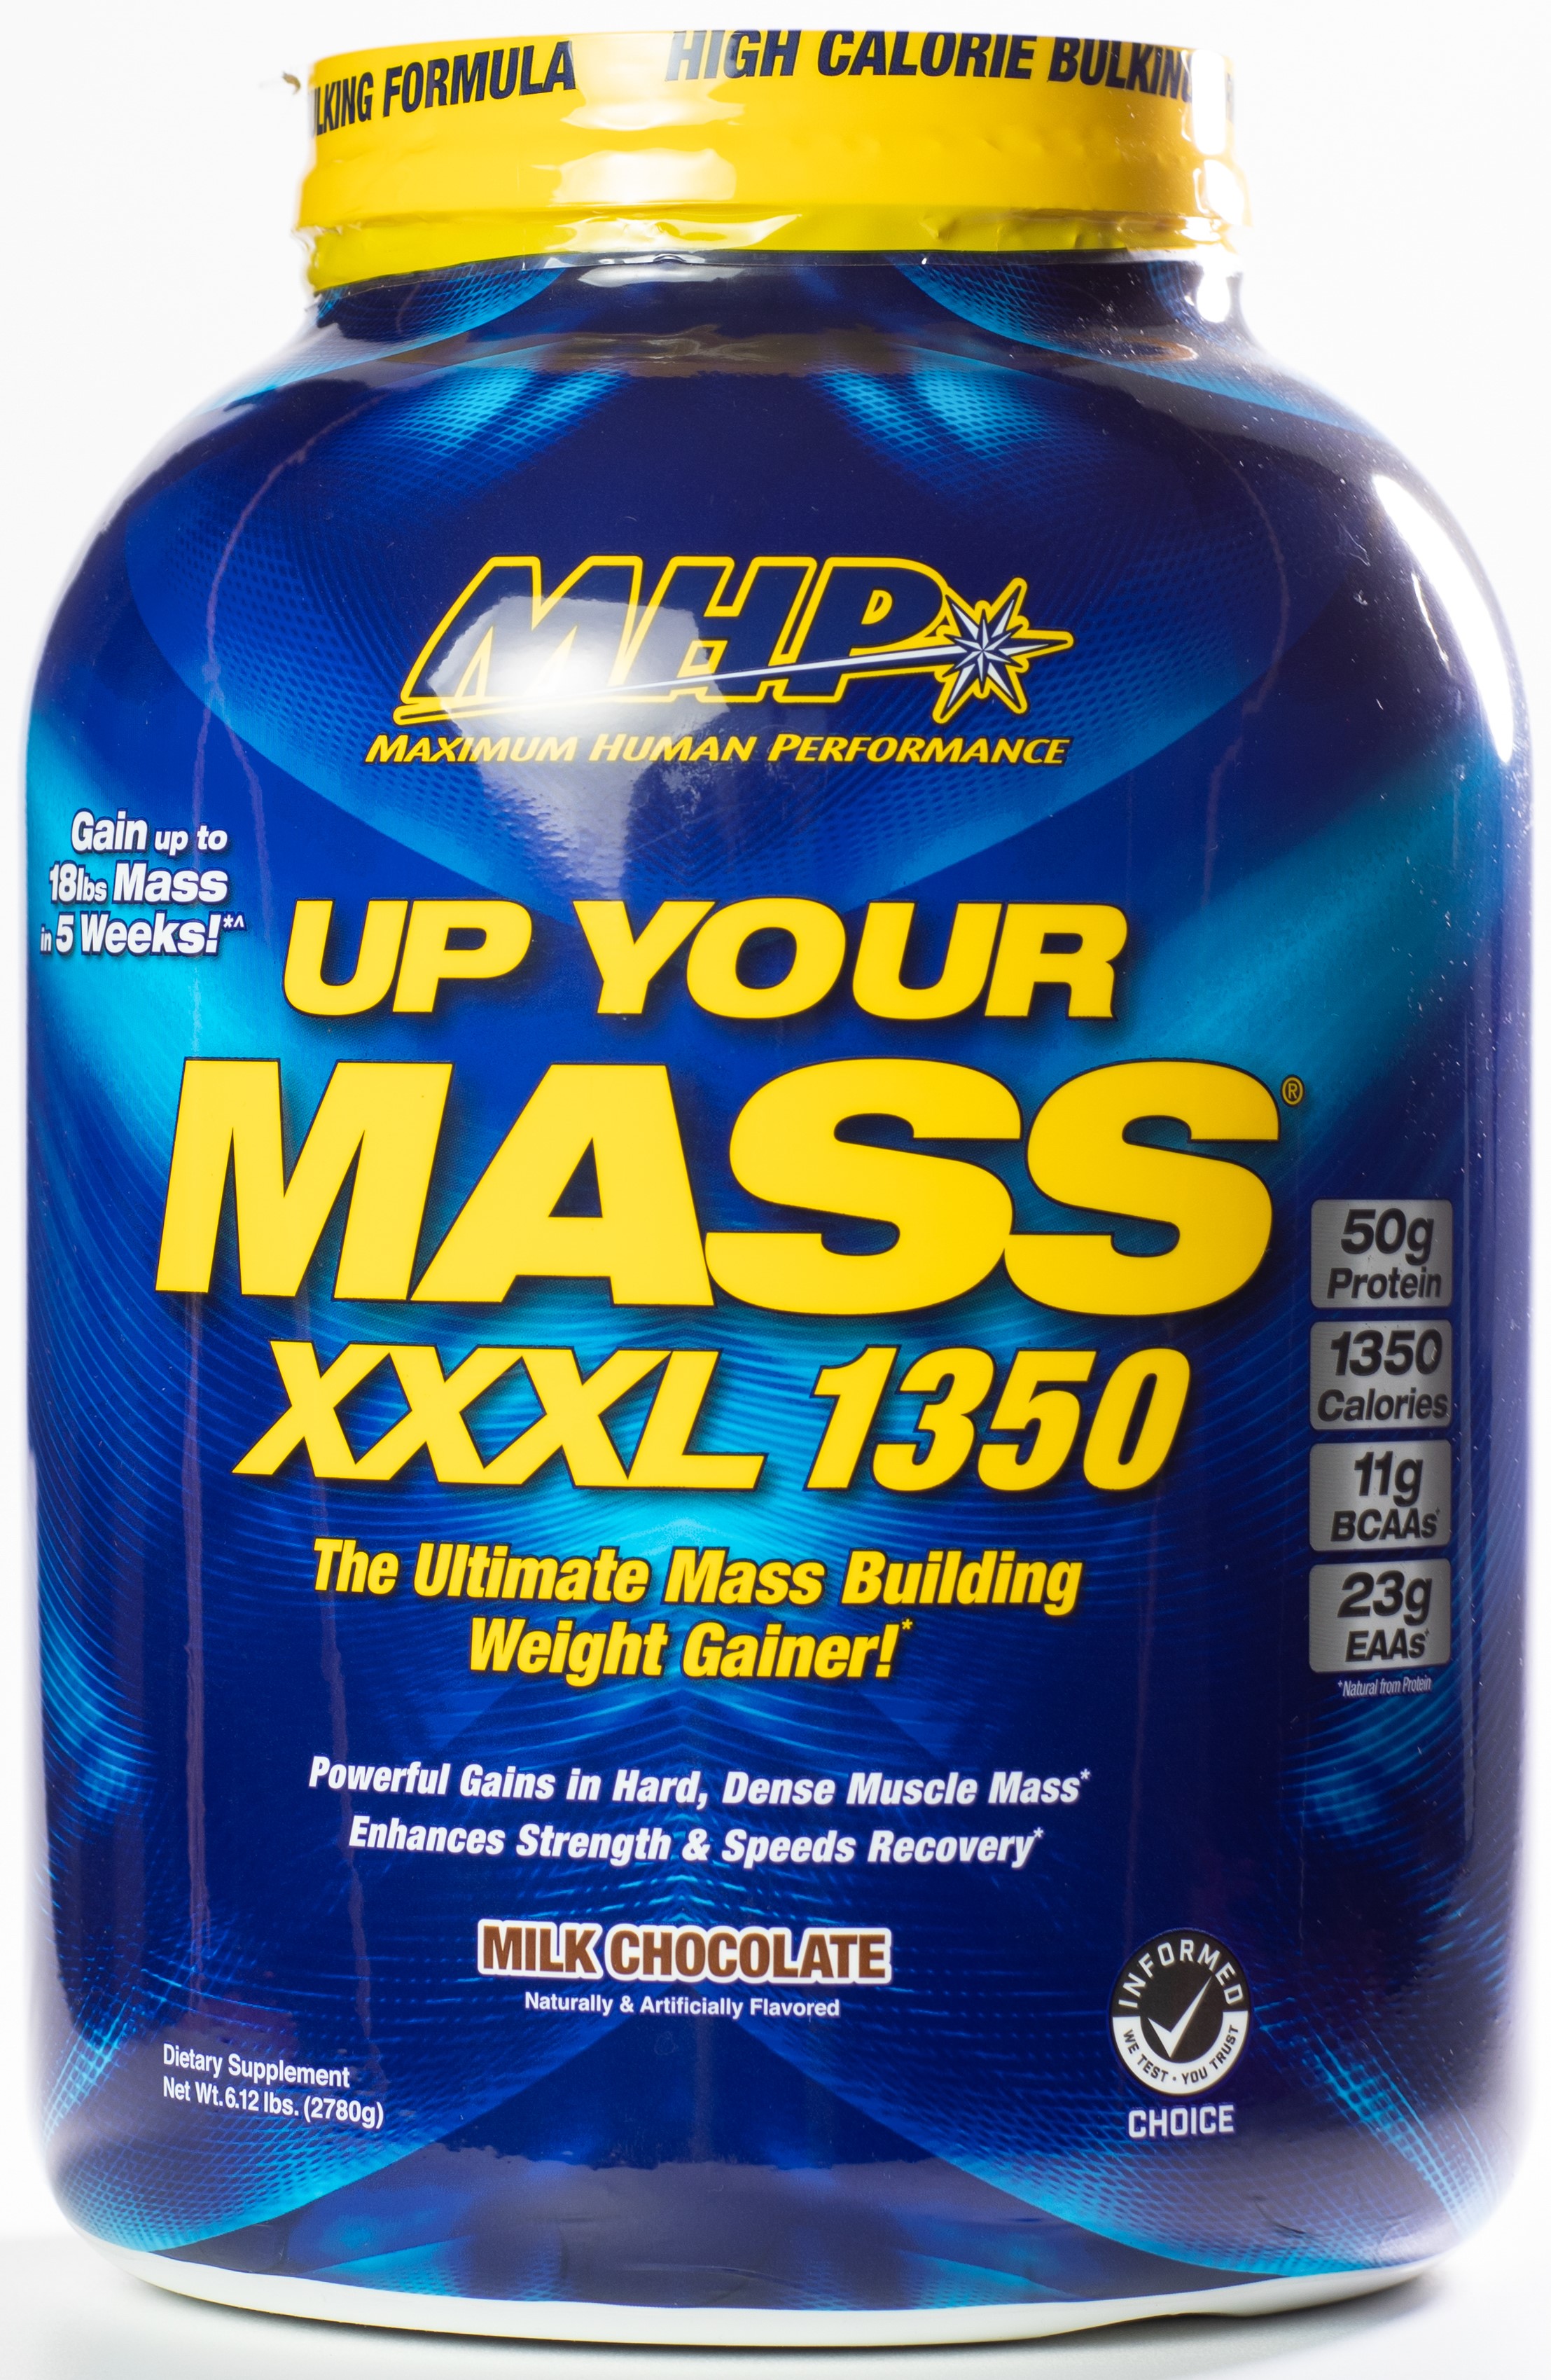 FORMULA
HIGH CALORIE
MHP
MAXIMUM HUMAN PERFORMANCE
Gain up to
18lbs Mass
in 5 Weeks!*^
UP YOUR
MASS®
XXXL 1350
50g
Protein
1350
Calories
11g
BCAAs⁺
23g
EAAs⁺
⁺Natural from Protein
The Ultimate Mass Building
Weight Gainer!*
Powerful Gains in Hard, Dense Muscle Mass*
Enhances Strength & Speeds Recovery*
MILK CHOCOLATE
Naturally & Artificially Flavored
Dietary Supplement
Net Wt. 6.12 lbs. (2780g)
INFORMED
WE TEST • YOU TRUST
CHOICE